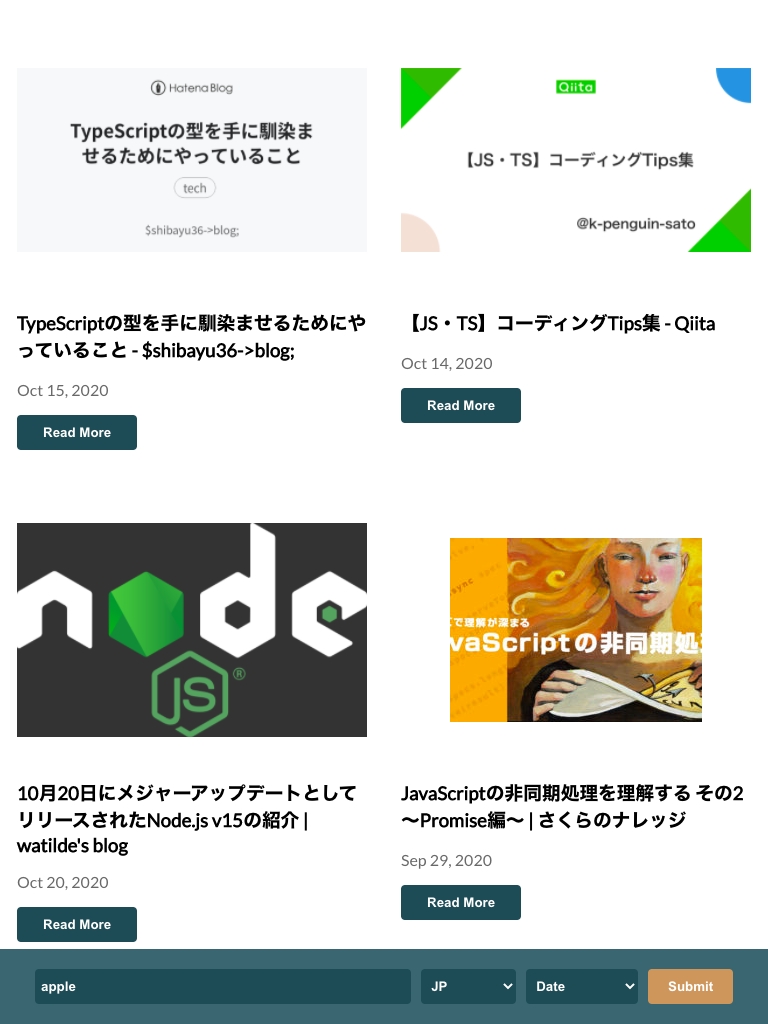 Hatena Blog
TypeScriptの型を手に馴染ま
せるためにやっていること
tech
$shibayu36->blog;
Qiita
【JS・TS】コーディングTips集
@k-penguin-sato
TypeScriptの型を手に馴染ませるためにや
っていること - $shibayu36->blog;
Oct 15, 2020
Read More
【JS・TS】コーディングTips集 - Qiita
Oct 14, 2020
Read More
node
JS
®
で理解が深まる
vaScriptの非同期処
10月20日にメジャーアップデートとして
リリースされたNode.js v15の紹介 |
watilde's blog
Oct 20, 2020
Read More
JavaScriptの非同期処理を理解する その2
〜Promise編〜 | さくらのナレッジ
Sep 29, 2020
Read More
apple
JP
Date
Submit